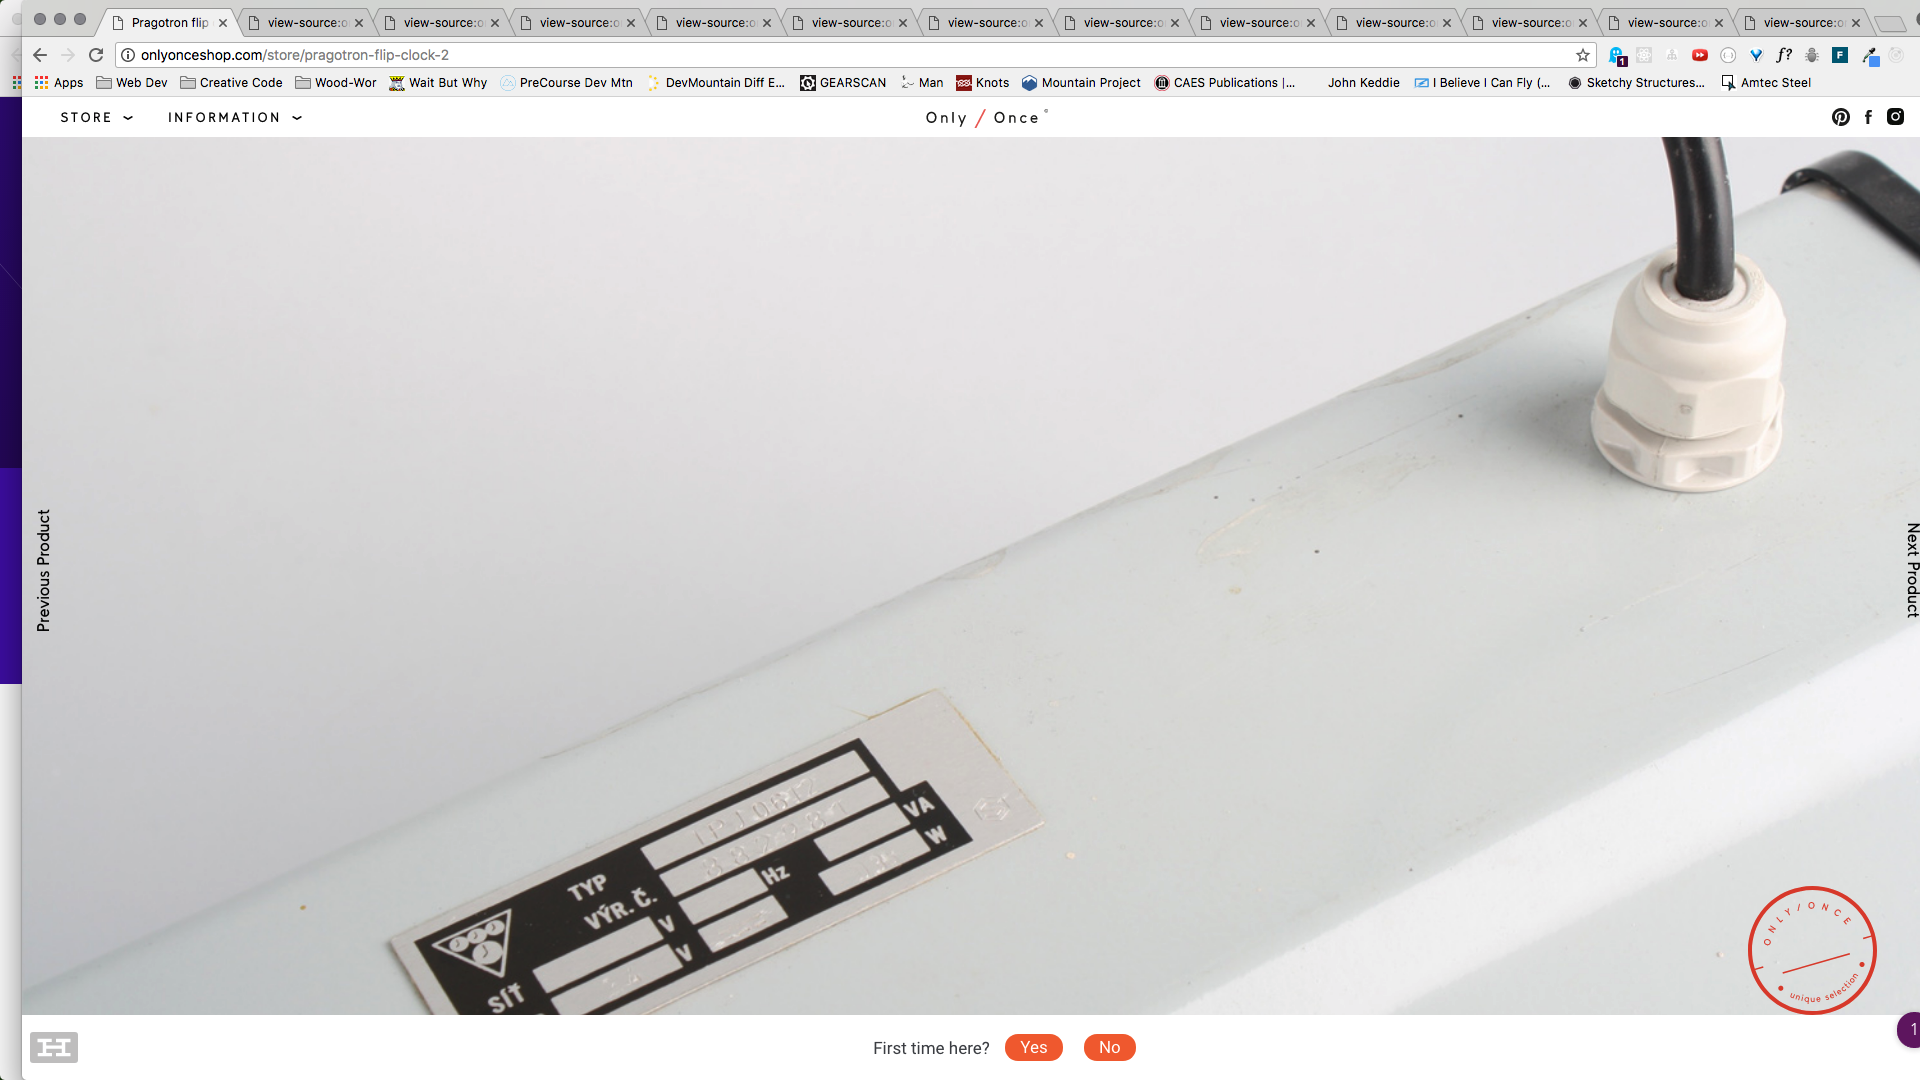 Pragotron flip
view-source:o
view-source:o
view-source:o
view-source:o
view-source:o
view-source:o
view-source:o
view-source:o
view-source:o
view-source:o
view-source:o
view-source:o
onlyonceshop.com/store/pragotron-flip-clock-2
1
f?
F
Apps
Web Dev
Creative Code
Wood-Wor
Wait But Why
PreCourse Dev Mtn
DevMountain Diff E...
GEARSCAN
Man
Knots
Mountain Project
CAES Publications |...
John Keddie
I Believe I Can Fly (...
Sketchy Structures...
Amtec Steel
STORE
INFORMATION
Only / Once
Previous Product
Next Product
TYP
VÝR. Č.
Hz
VA
W
V
V
SÍŤ
24
ONLY/ONCE
unique selection
First time here?
Yes
No
1